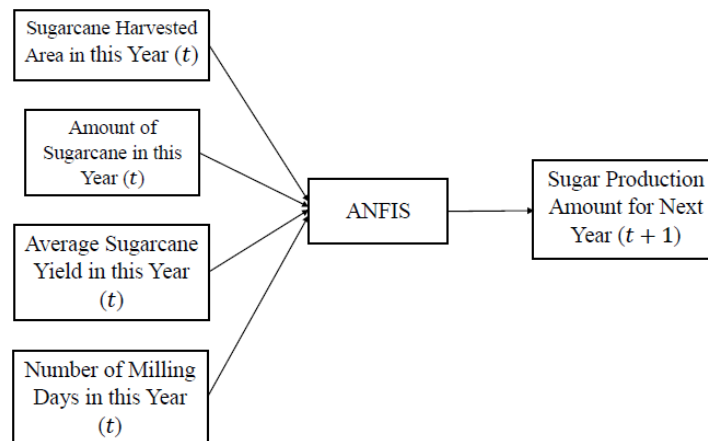 Sugarcane Harvested
Area in this Year (t)
Amount of
Sugarcane in this
Year (t)
Average Sugarcane
Yield in this Year
(t)
Number of Milling
Days in this Year
(t)
ANFIS
Sugar Production
Amount for Next
Year (t + 1)